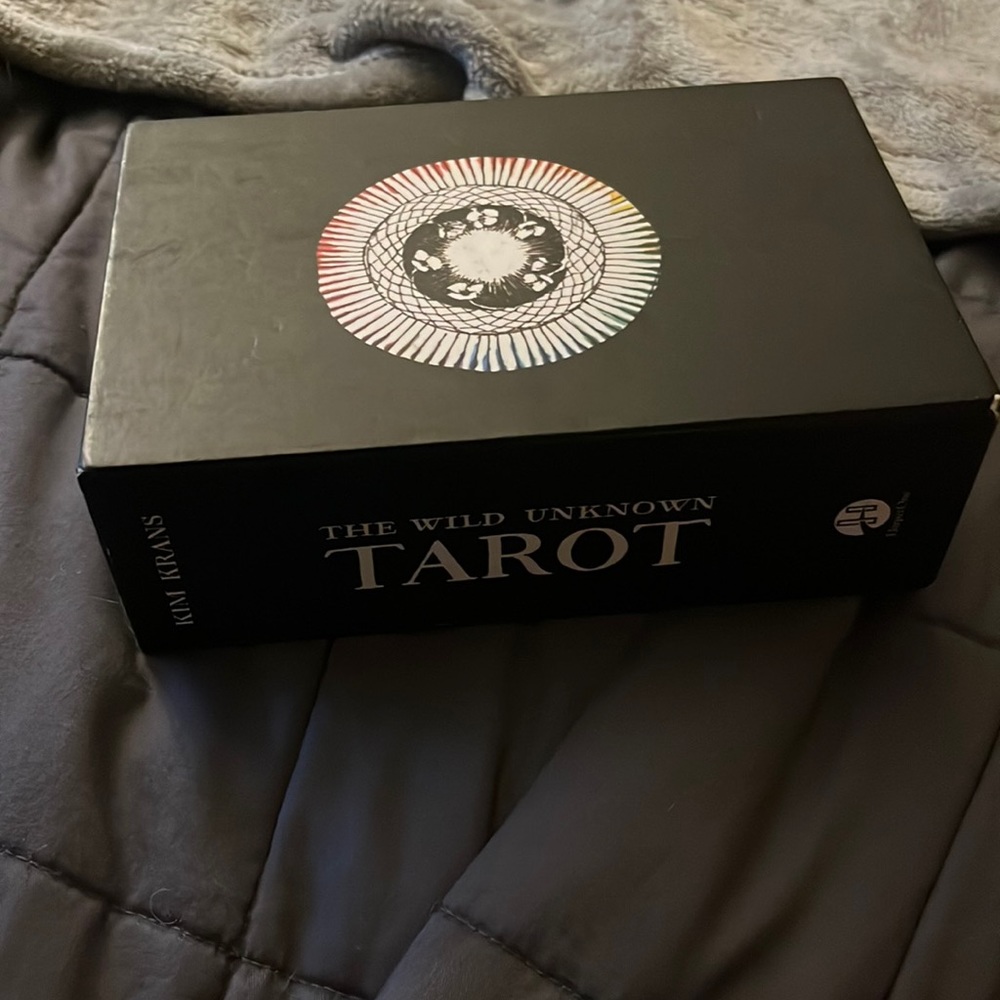 KIM KRANS
THE WILD UNKNOWN
TAROT